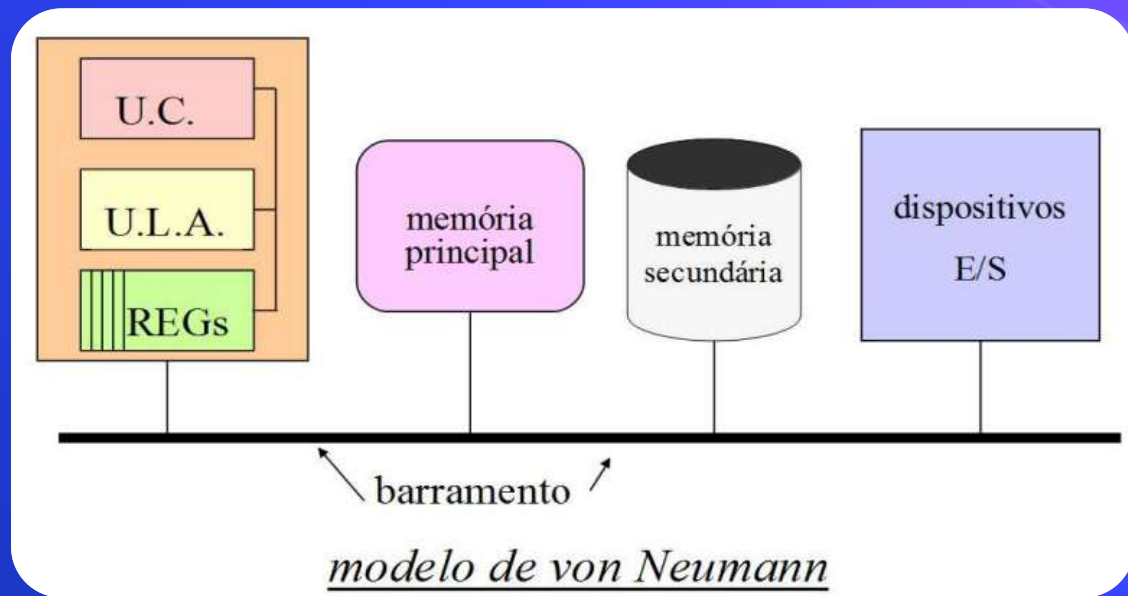 U.C.
U.L.A.
REGs
memória
principal
memória
secundária
dispositivos
E/S
barramento
modelo de von Neumann